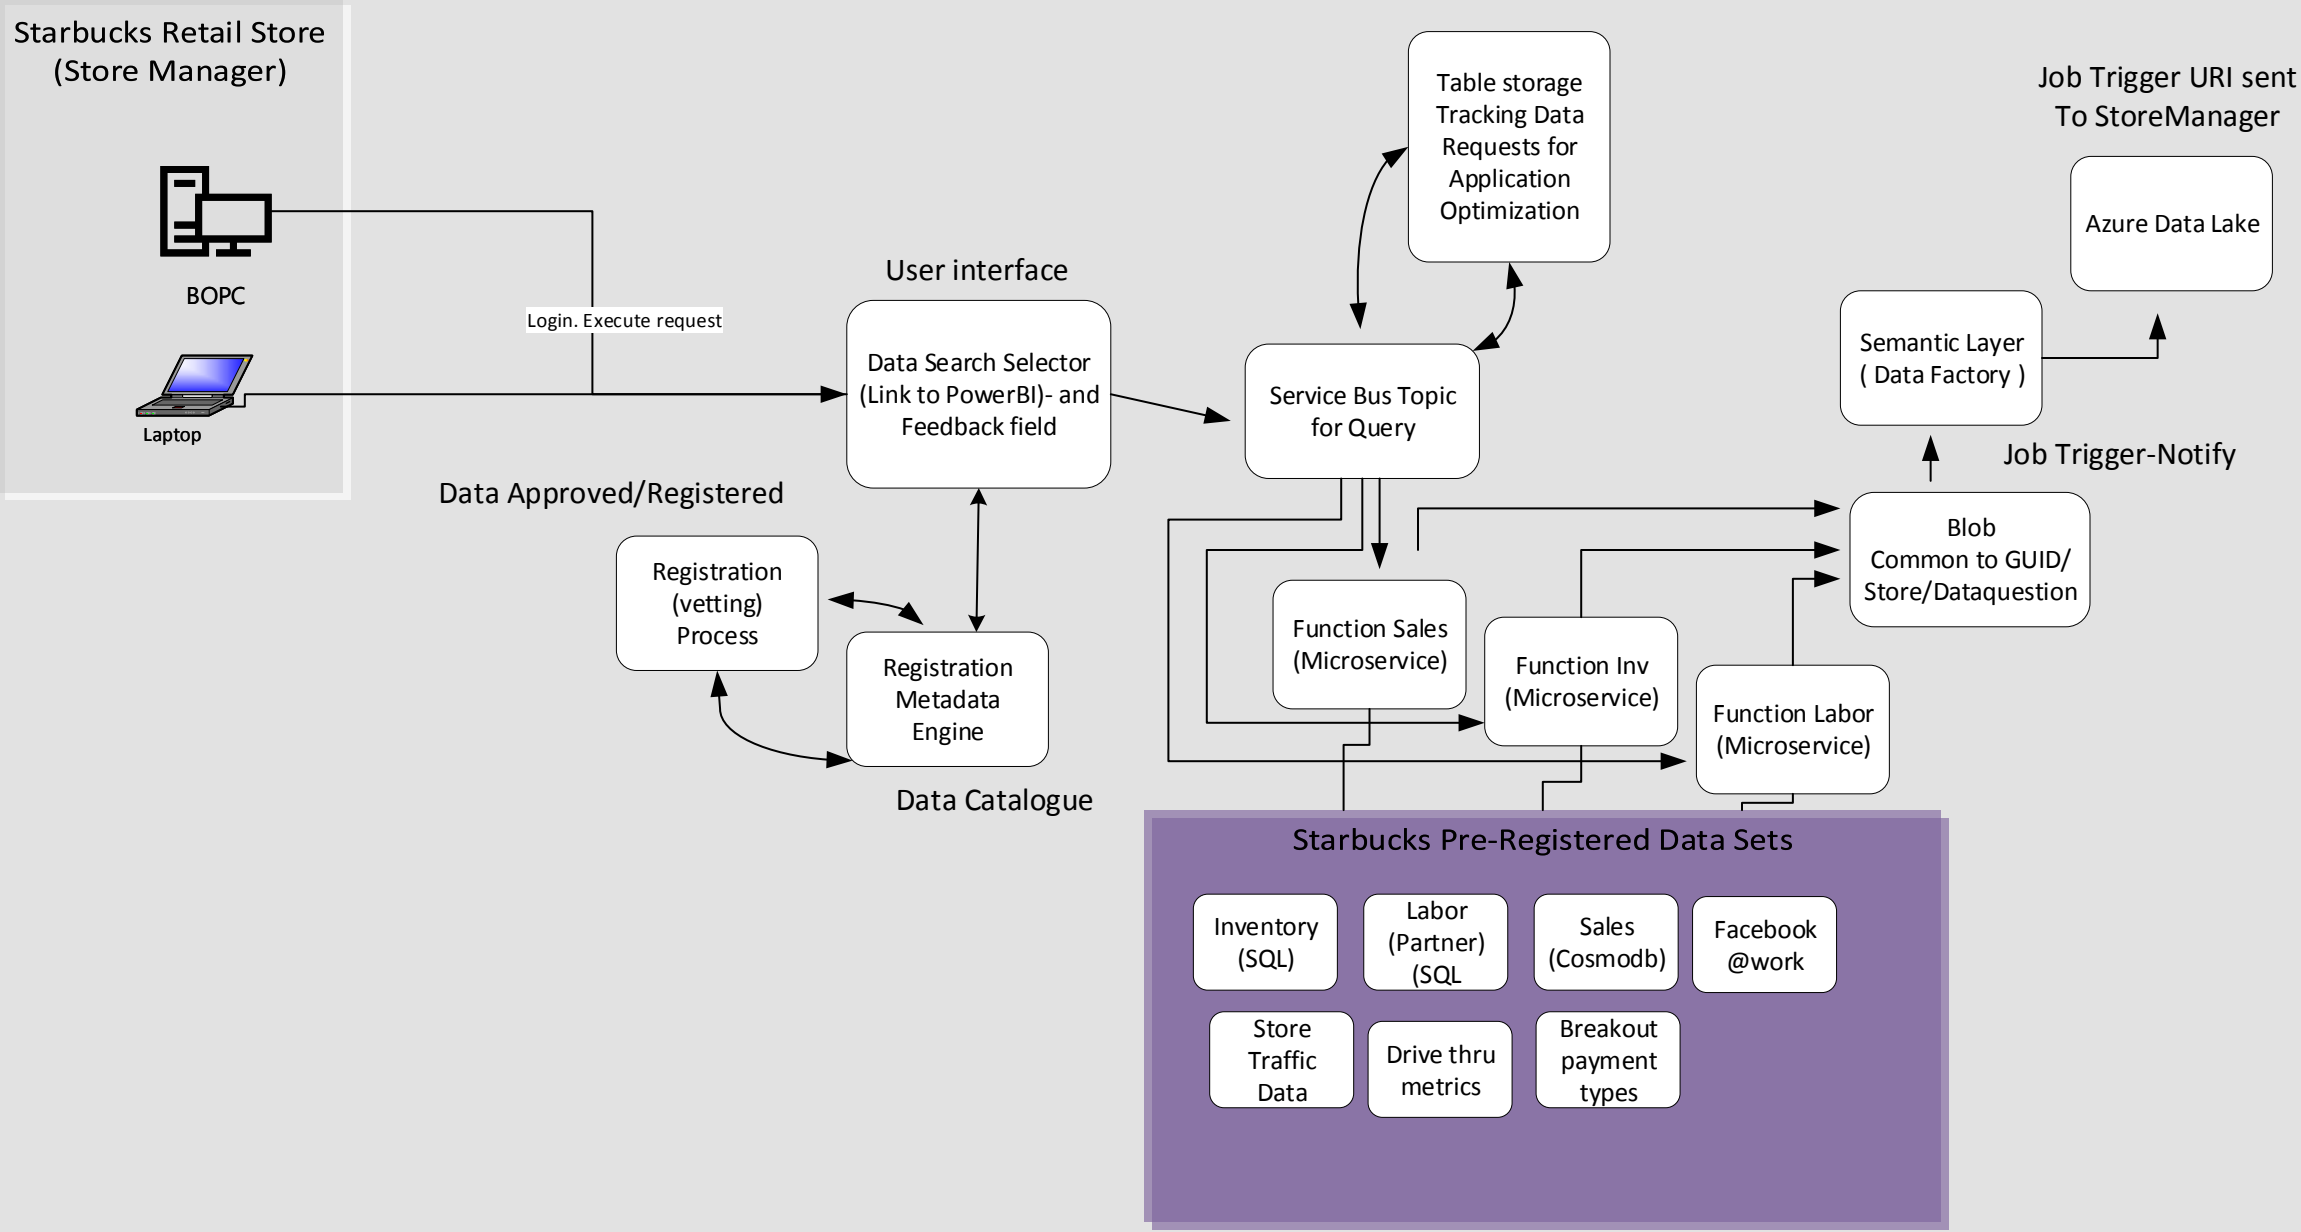 Starbucks Retail Store
(Store Manager)
BOPC
Laptop
Login. Execute request
User interface
Data Search Selector
(Link to PowerBI)- and
Feedback field
Data Approved/Registered
Registration
(vetting)
Process
Registration
Metadata
Engine
Data Catalogue
Table storage
Tracking Data
Requests for
Application
Optimization
Service Bus Topic
for Query
Function Sales
(Microservice)
Function Inv
(Microservice)
Function Labor
(Microservice)
Job Trigger URI sent
To StoreManager
Azure Data Lake
Semantic Layer
( Data Factory )
Job Trigger-Notify
Blob
Common to GUID/
Store/Dataquestion
Starbucks Pre-Registered Data Sets
Inventory
(SQL)
Labor
(Partner)
(SQL
Sales
(Cosmodb)
Facebook
@work
Store
Traffic
Data
Drive thru
metrics
Breakout
payment
types